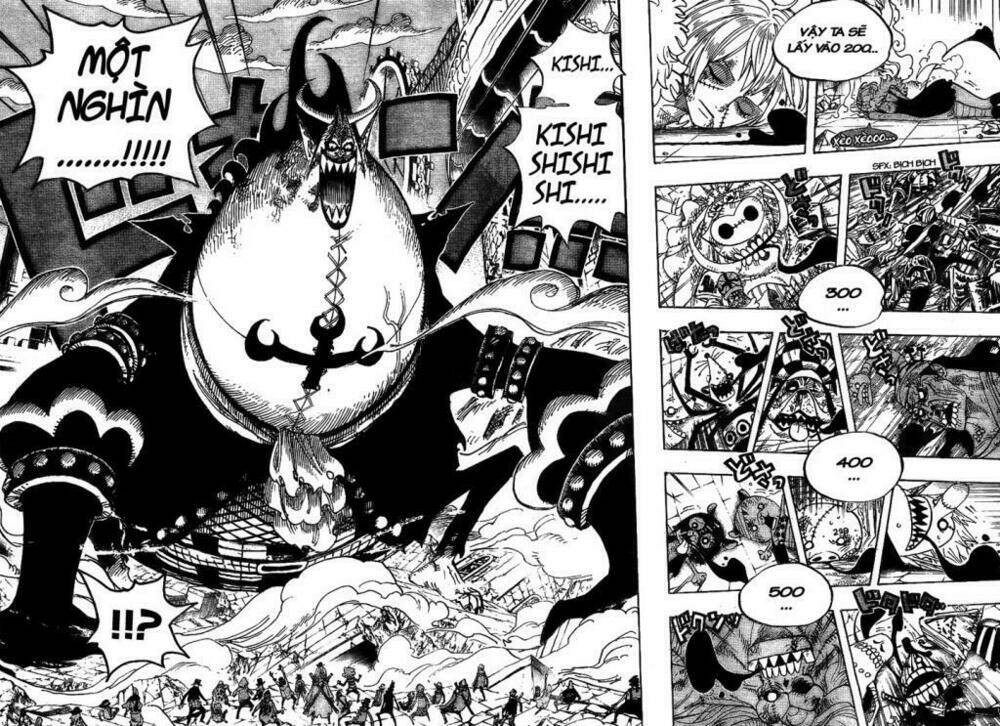 VẬY TA SẼ
LẤY VÀO 200..
XÈO XÈOOO...
SFX: BỊCH BỊCH
300
...
400
...
500
...
KISHI...
KISHI
SHISHI
SHI.....
MỘT
NGHÌN
........!!!!!
!!?